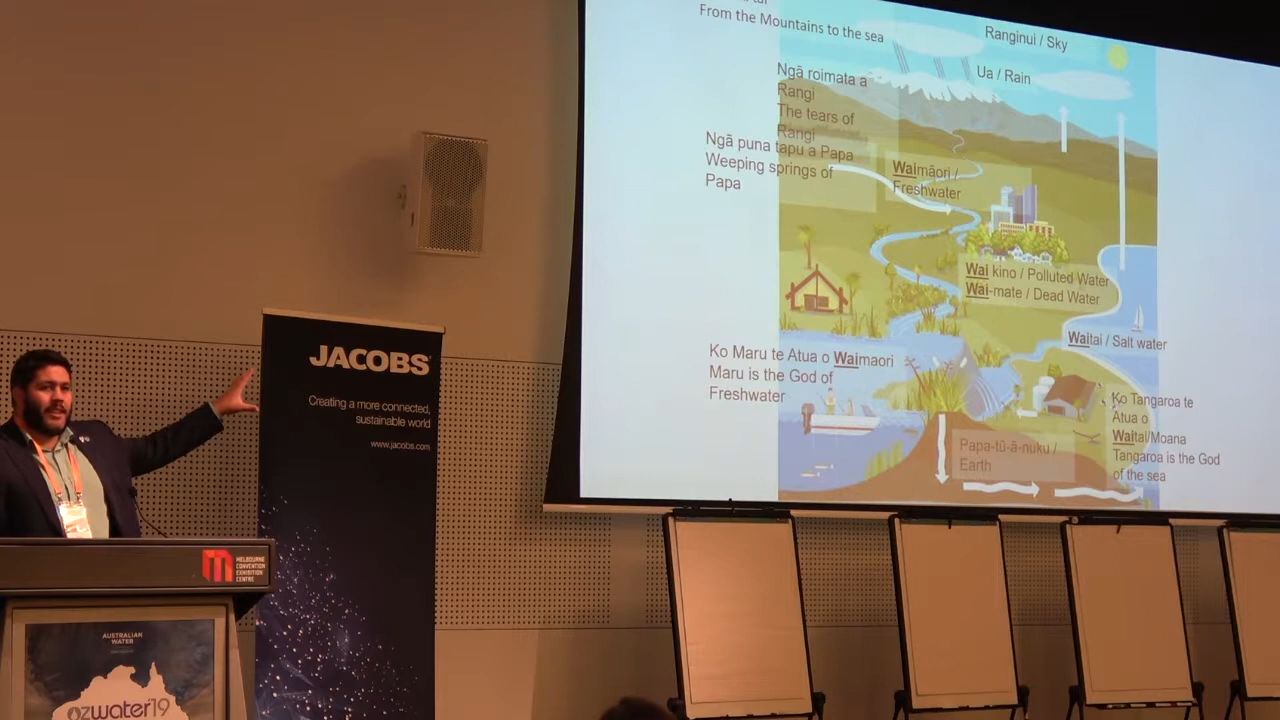 From the Mountains to the sea
Ranginui / Sky
Ua / Rain
Ngā roimata a
Rangi
The tears of
Rangi
Ngā puna tapu a Papa
Weeping springs of
Papa
Waimāori /
Freshwater
Wai kino / Polluted Water
Wai-mate / Dead Water
Waitai / Salt water
Ko Maru te Atua o Waimaori
Maru is the God of
Freshwater
Ko Tangaroa te
Atua o
Waitai/Moana
Tangaroa is the God
of the sea
Papa-tū-ā-nuku /
Earth
JACOBS
Creating a more connected,
sustainable world
www.jacobs.com
MELBOURNE
CONVENTION
EXHIBITION
CENTRE
AUSTRALIAN
WATER
ozwater'19